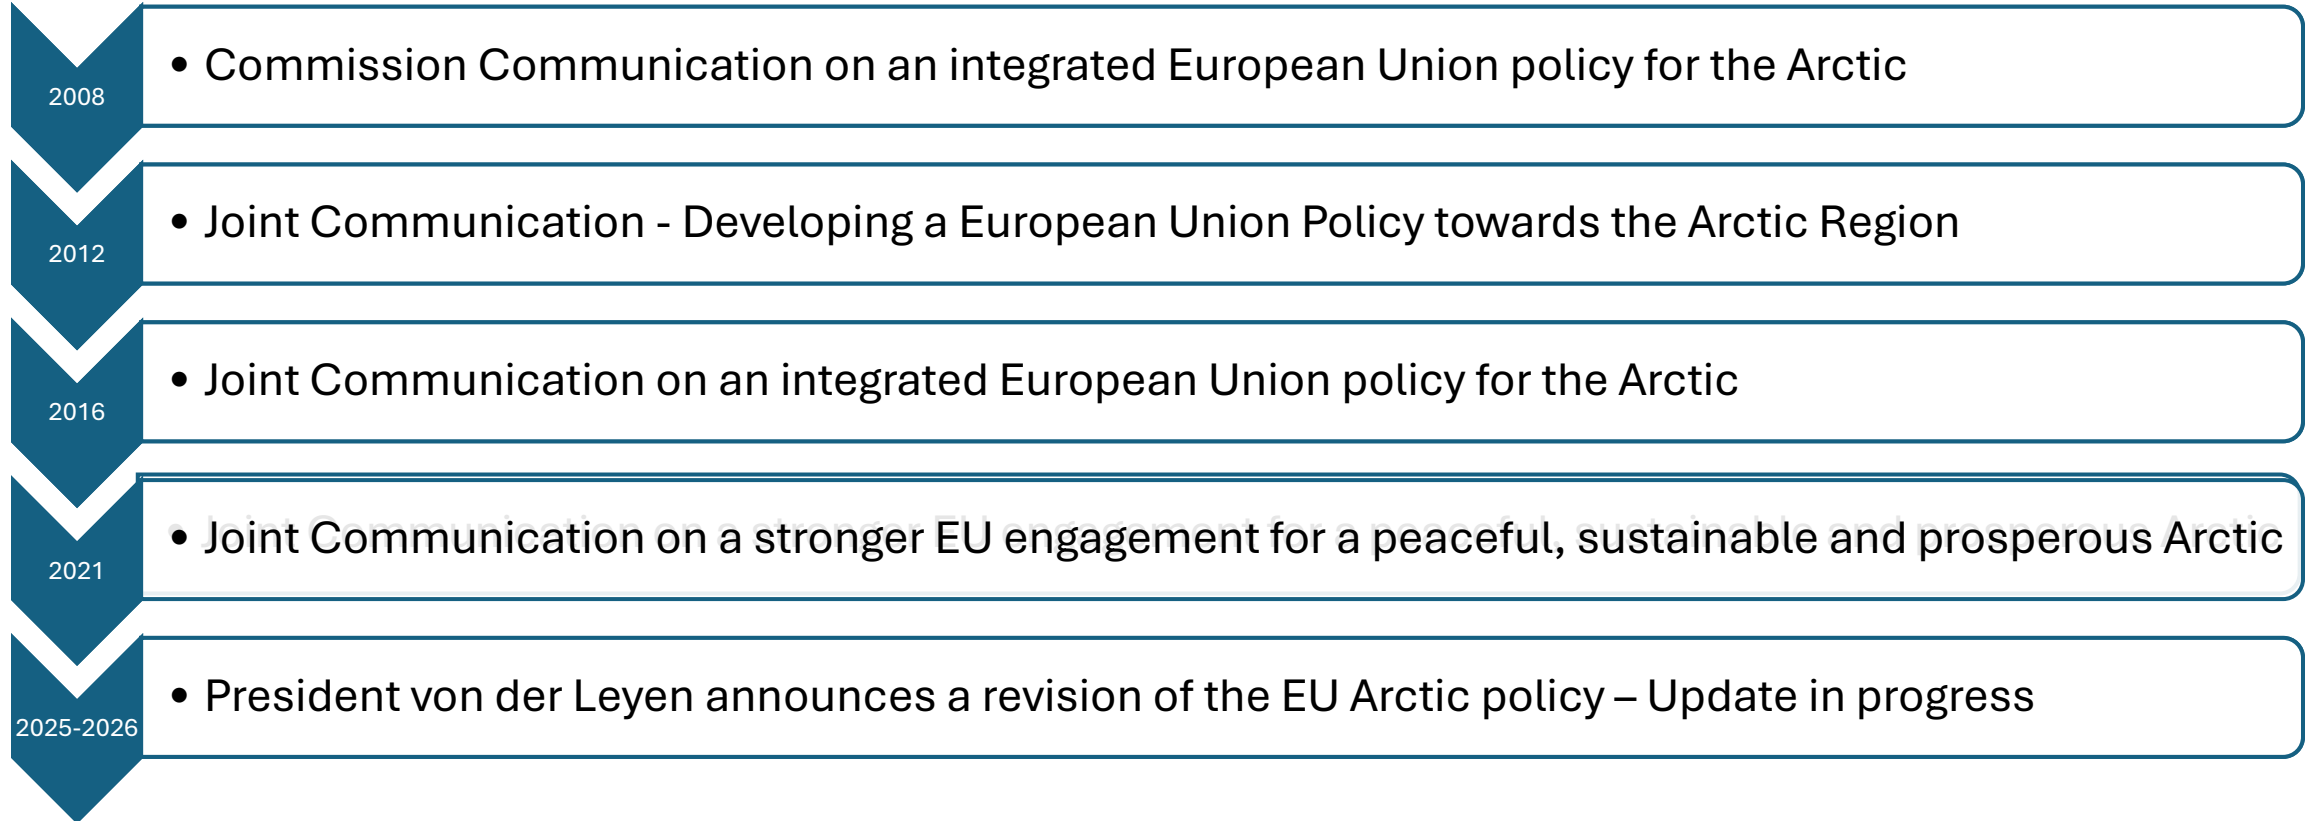 2008
• Commission Communication on an integrated European Union policy for the Arctic
2012
• Joint Communication - Developing a European Union Policy towards the Arctic Region
2016
• Joint Communication on an integrated European Union policy for the Arctic
2021
• Joint Communication on a stronger EU engagement for a peaceful, sustainable and prosperous Arctic
2025-2026
• President von der Leyen announces a revision of the EU Arctic policy – Update in progress